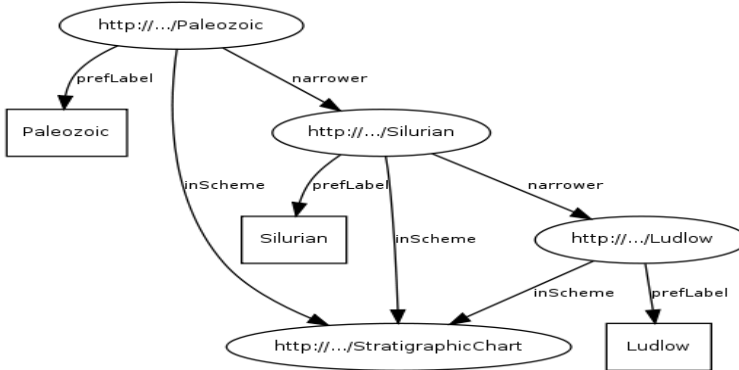 http://.../Paleozoic
prefLabel
narrower
Paleozoic
http://.../Silurian
inScheme
prefLabel
narrower
Silurian
inScheme
http://.../Ludlow
inScheme
prefLabel
http://.../StratigraphicChart
Ludlow